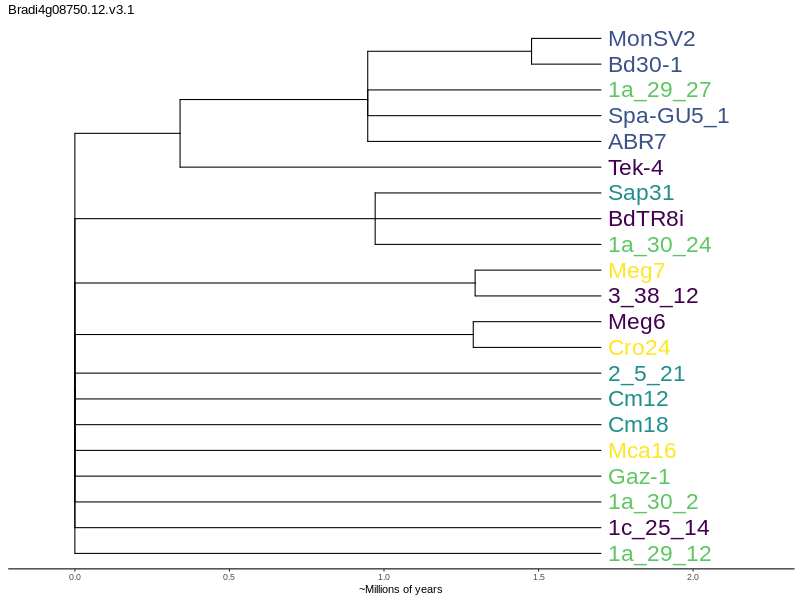 Bradi4g08750.12.v3.1
MonSV2
Bd30-1
1a_29_27
Spa-GU5_1
ABR7
Tek-4
Sap31
BdTR8i
1a_30_24
Meg7
3_38_12
Meg6
Cro24
2_5_21
Cm12
Cm18
Mca16
Gaz-1
1a_30_2
1c_25_14
1a_29_12
0.0 0.5 1.0 1.5 2.0
~Millions of years